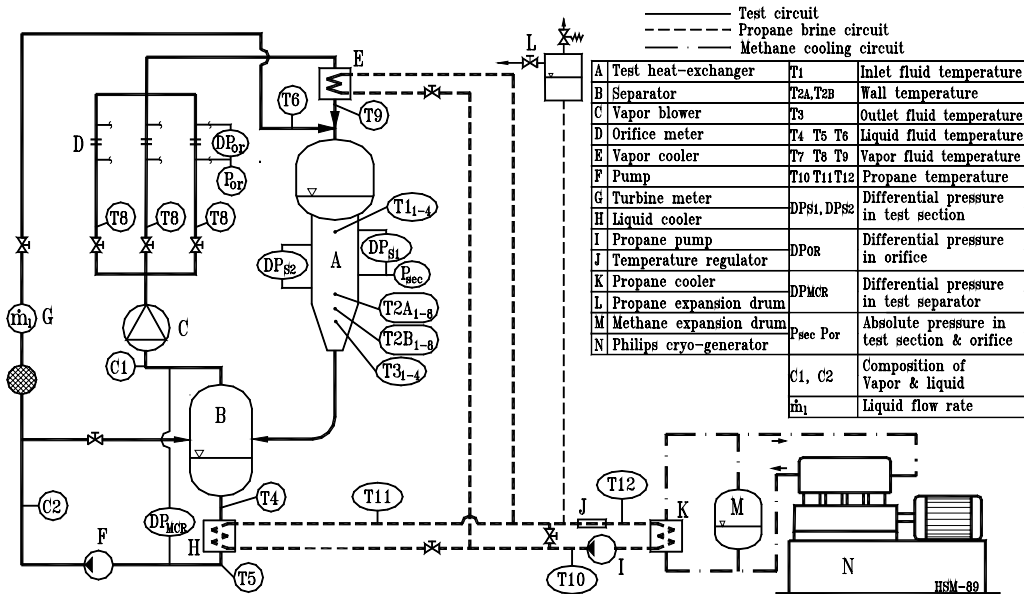 Test circuit
Propane brine circuit
Methane cooling circuit
A Test heat-exchanger T1 Inlet fluid temperature
B Separator T2A,T2B Wall temperature
C Vapor blower T3 Outlet fluid temperature
D Orifice meter T4 T5 T6 Liquid fluid temperature
E Vapor cooler T7 T8 T9 Vapor fluid temperature
F Pump T10 T11 T12 Propane temperature
G Turbine meter
H Liquid cooler
DPS1, DPS2 Differential pressure
in test section
I Propane pump
J Temperature regulator
DPOR Differential pressure
in orifice
K Propane cooler
L Propane expansion drum
DPMCR Differential pressure
in test separator
M Methane expansion drum
N Philips cryo-generator
Psec Por Absolute pressure in
test section & orifice
C1, C2 Composition of
Vapor & liquid
ṁ1 Liquid flow rate
L
E
T6
T9
D
DPor
Por
T8
T8
T8
T11-4
DPS1
DPS2
A
Psec
T2A1-8
T2B1-8
T31-4
ṁ1
G
C
C1
B
C2
T4
T11
T12
J
K
M
DPMCR
H
F
T5
T10
I
N
HSM-89